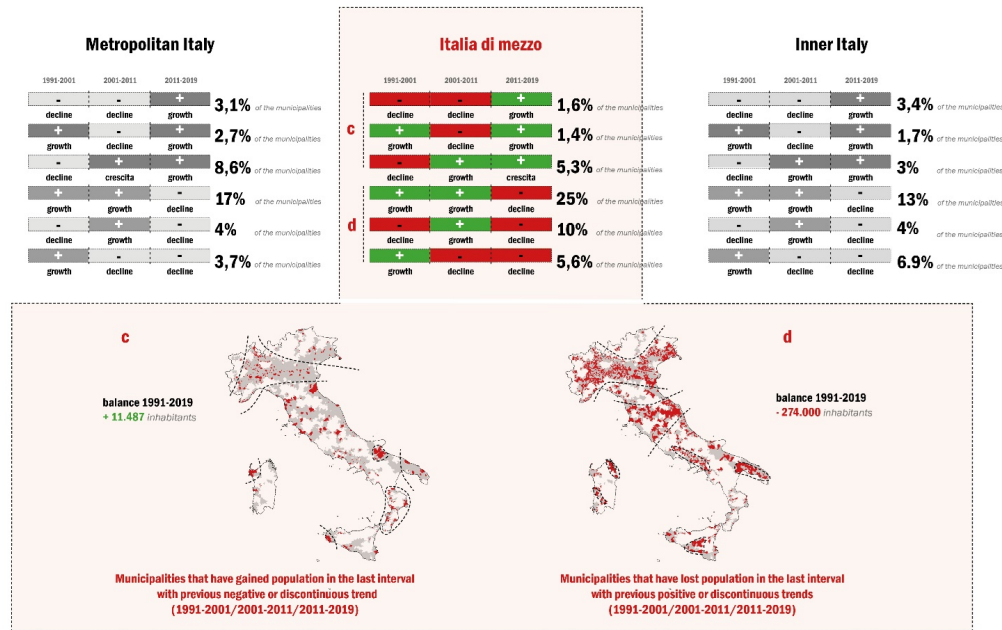 Metropolitan Italy
1991-2001 2001-2011 2011-2019
- - +
decline decline growth
3,1% of the municipalities
+ - +
growth decline growth
2,7% of the municipalities
- + +
decline crescita growth
8,6% of the municipalities
+ + -
growth growth decline
17% of the municipalities
- + -
decline growth decline
4% of the municipalities
+ - -
growth decline decline
3,7% of the municipalities
Italia di mezzo
1991-2001 2001-2011 2011-2019
c
- - +
decline decline growth
1,6% of the municipalities
+ - +
growth decline growth
1,4% of the municipalities
- + +
decline growth crescita
5,3% of the municipalities
d
+ + -
growth growth decline
25% of the municipalities
- + -
decline growth decline
10% of the municipalities
+ - -
growth decline decline
5,6% of the municipalities
Inner Italy
1991-2001 2001-2011 2011-2019
- - +
decline decline growth
3,4% of the municipalities
+ - +
growth decline growth
1,7% of the municipalities
- + +
decline growth growth
3% of the municipalities
+ + -
growth growth decline
13% of the municipalities
- + -
decline growth decline
4% of the municipalities
+ - -
growth decline decline
6.9% of the municipalities
c
balance 1991-2019
+ 11.487 inhabitants
Municipalities that have gained population in the last interval
with previous negative or discontinuous trend
(1991-2001/2001-2011/2011-2019)
d
balance 1991-2019
- 274.000 inhabitants
Municipalities that have lost population in the last interval
with previous positive or discontinuous trends
(1991-2001/2001-2011/2011-2019)